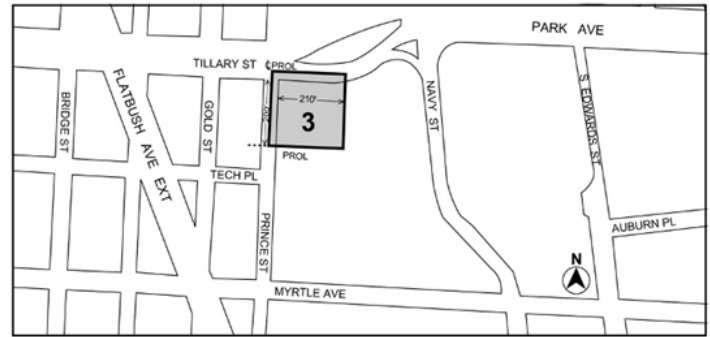 PARK AVE
TILLARY ST
℄PROL
210'
200'
3
PROL
BRIDGE ST
FLATBUSH AVE EXT
GOLD ST
TECH PL
PRINCE ST
NAVY ST
S EDWARDS ST
AUBURN PL
N
MYRTLE AVE